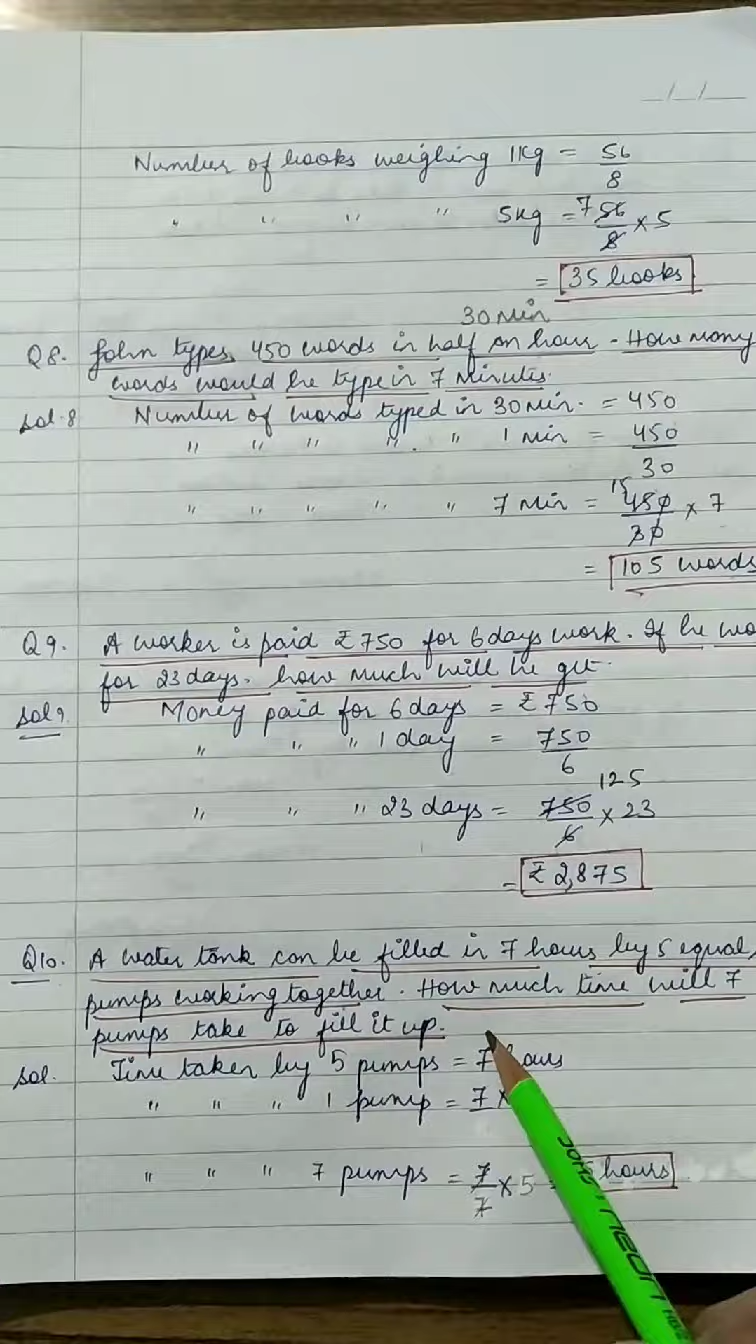 _/_/_
Number of books weighing 1Kg = 56/8
" " " " 5Kg = 7 56/8 × 5
= 35 books
30 Min
Q8. John types 450 words in half an hour. How many
words would he type in 7 Minutes.
Sol.8 Number of words typed in 30 Min. = 450
" " " " " 1 Min = 450/30
" " " " " 7 Min = 15 450/30 × 7
= 105 words
Q9. A worker is paid ₹750 for 6 days work. If he
for 23 days. how much will he get.
Sol9. Money paid for 6 days = ₹750
" " " 1 day = 750/6
125
" " " 23 days = 750/6 × 23
= ₹2,875
Q10. A water tank can be filled in 7 hours by 5 equal
pumps working together. How much time will 7
pumps take to fill it up.
Sol. Time taken by 5 pumps = 7 hours
" " " 1 pump = 7 ×
" " " 7 pumps = 7/7 × 5 = 5 hours